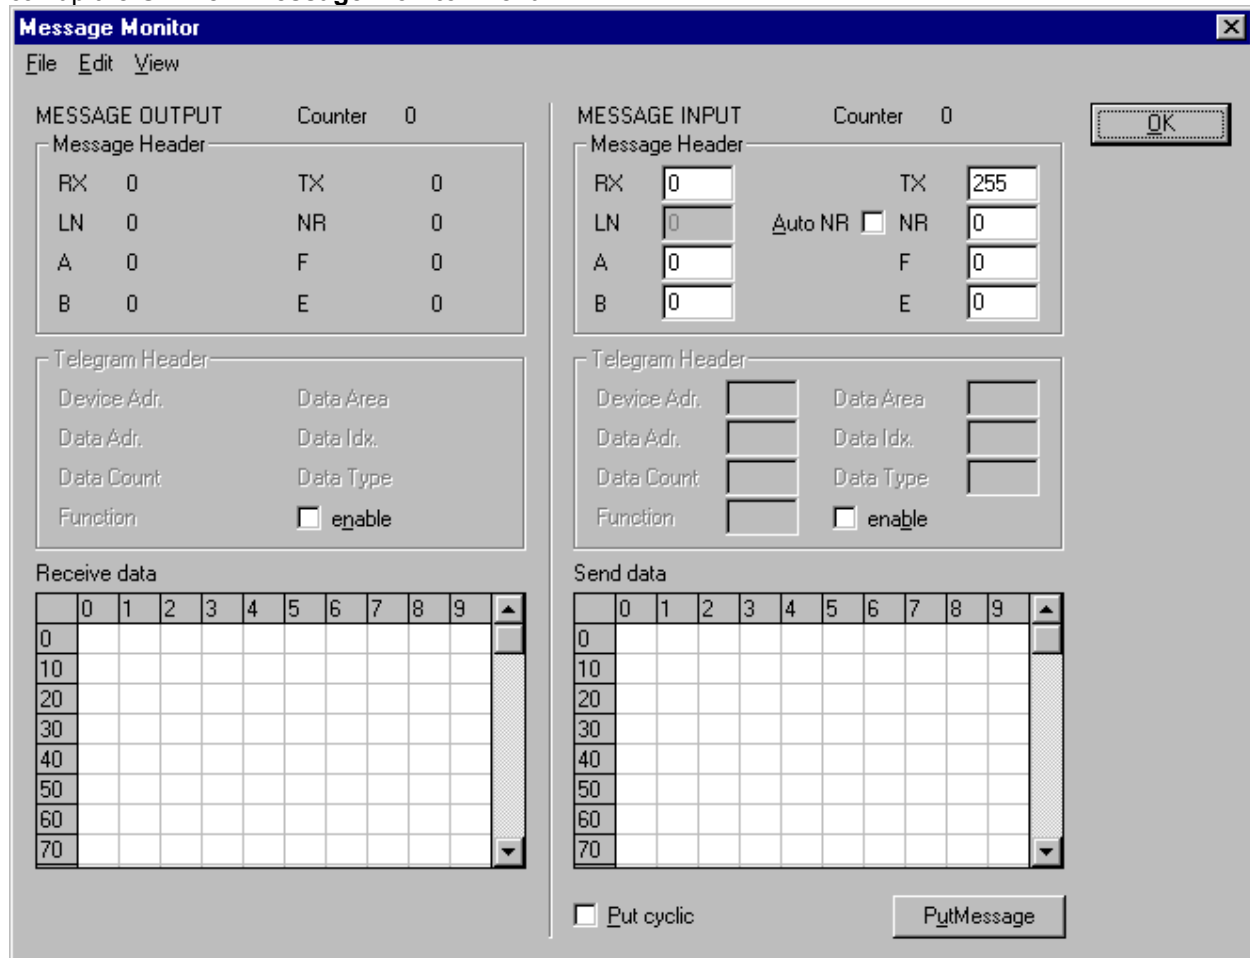 Message Monitor
File Edit View
MESSAGE OUTPUT Counter 0
Message Header
RX 0 TX 0
LN 0 NR 0
A 0 F 0
B 0 E 0
Telegram Header
Device Adr. Data Area
Data Adr. Data Idx.
Data Count Data Type
Function enable
Receive data
0 1 2 3 4 5 6 7 8 9
0
10
20
30
40
50
60
70
MESSAGE INPUT Counter 0
Message Header
RX 0 TX 255
LN 0 Auto NR NR 0
A 0 F 0
B 0 E 0
Telegram Header
Device Adr. Data Area
Data Adr. Data Idx.
Data Count Data Type
Function enable
Send data
0 1 2 3 4 5 6 7 8 9
0
10
20
30
40
50
60
70
Put cyclic PutMessage
OK